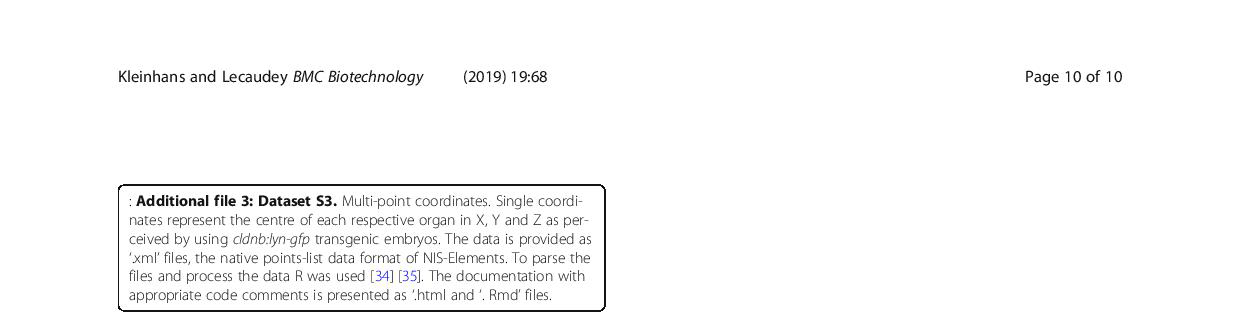 Kleinhans and Lecaudey BMC Biotechnology (2019) 19:68 Page 10 of 10
: Additional file 3: Dataset S3. Multi-point coordinates. Single coordi-
nates represent the centre of each respective organ in X, Y and Z as per-
ceived by using cldnb:lyn-gfp transgenic embryos. The data is provided as
‘.xml’ files, the native points-list data format of NIS-Elements. To parse the
files and process the data R was used [34] [35]. The documentation with
appropriate code comments is presented as ‘.html and ‘. Rmd’ files.